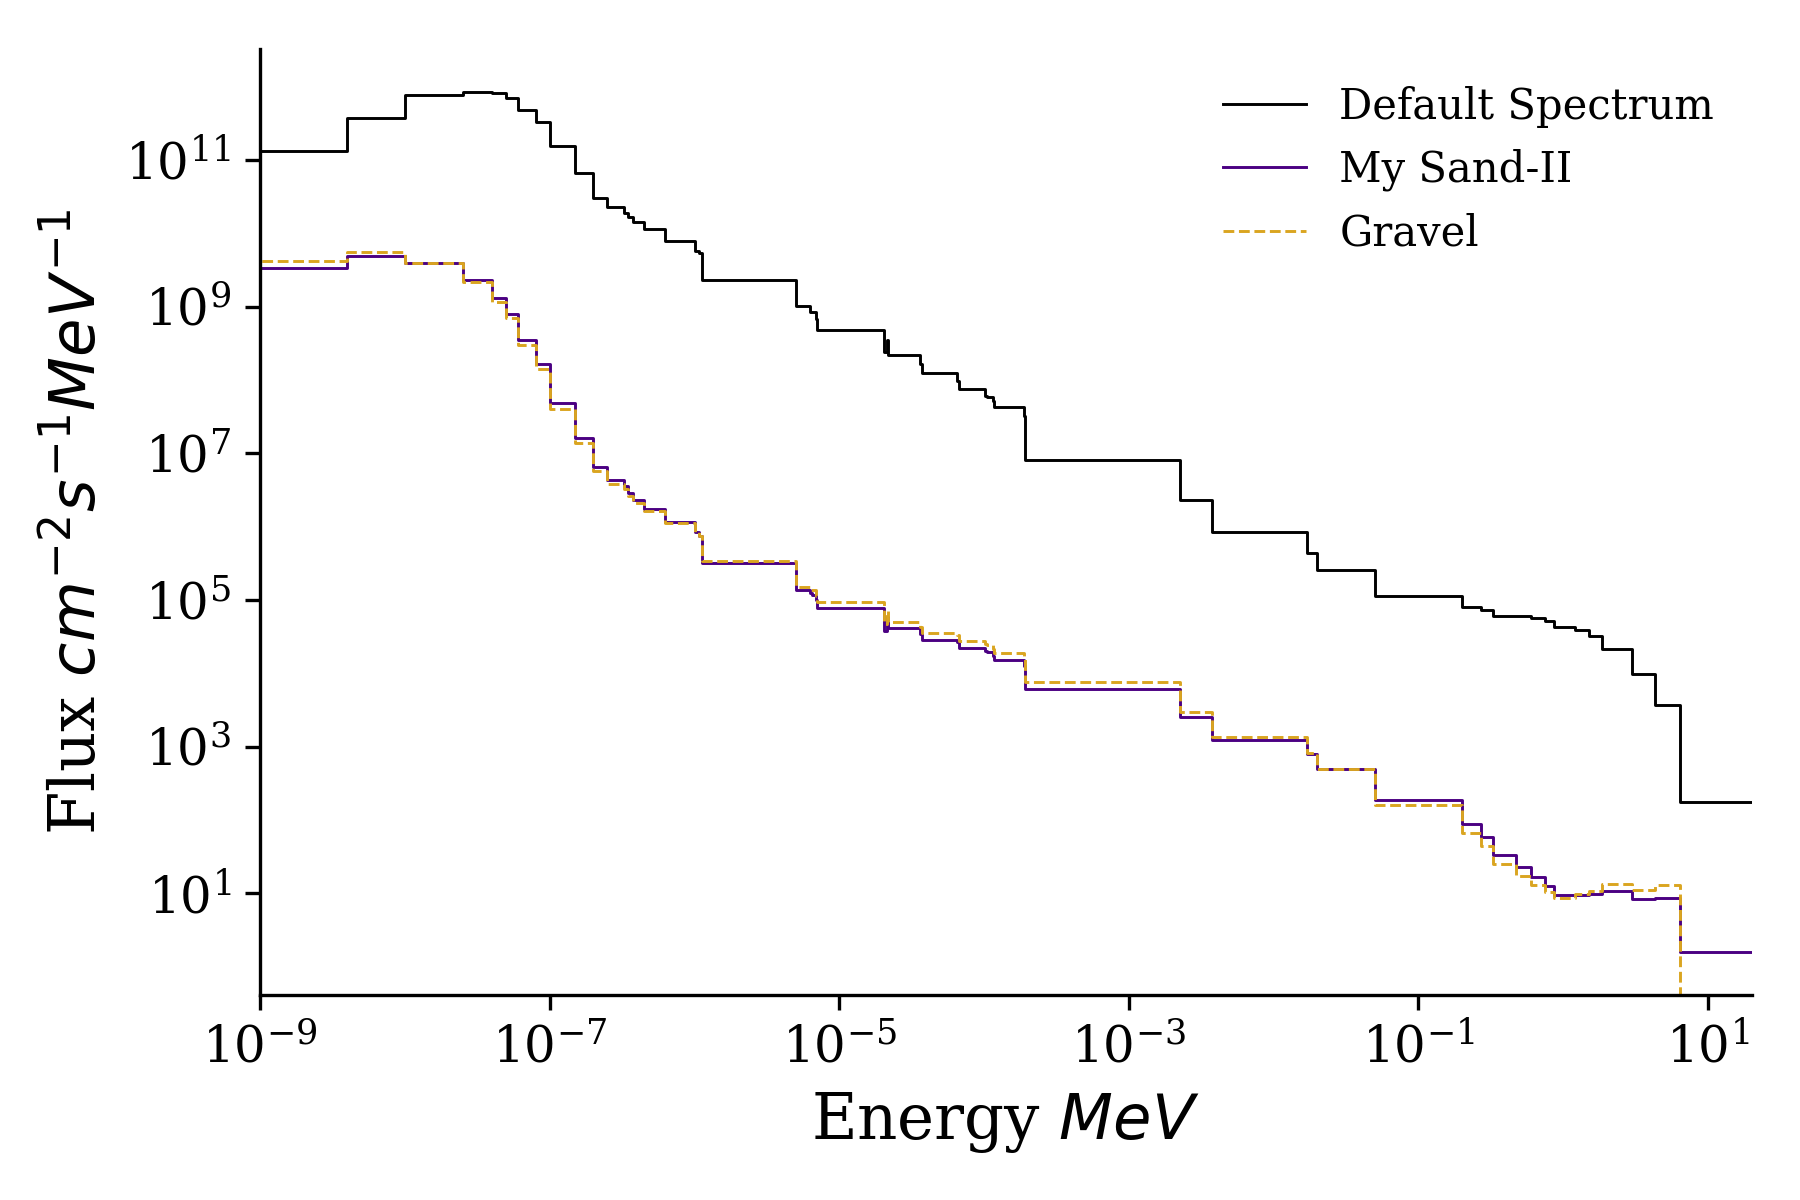 Default Spectrum
My Sand-II
Gravel
10¹¹
10⁹
10⁷
10⁵
10³
10¹
Flux cm⁻²s⁻¹MeV⁻¹
10⁻⁹ 10⁻⁷ 10⁻⁵ 10⁻³ 10⁻¹ 10¹
Energy MeV